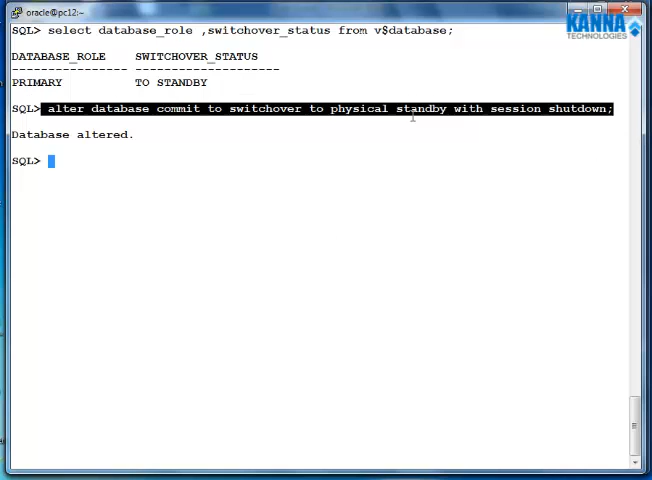 oracle@pc12:~
KANNA
TECHNOLOGIES
SQL> select database_role ,switchover_status from v$database;
DATABASE_ROLE    SWITCHOVER_STATUS
---------------- --------------------
PRIMARY          TO STANDBY
SQL> alter database commit to switchover to physical standby with session shutdown;
Database altered.
SQL>